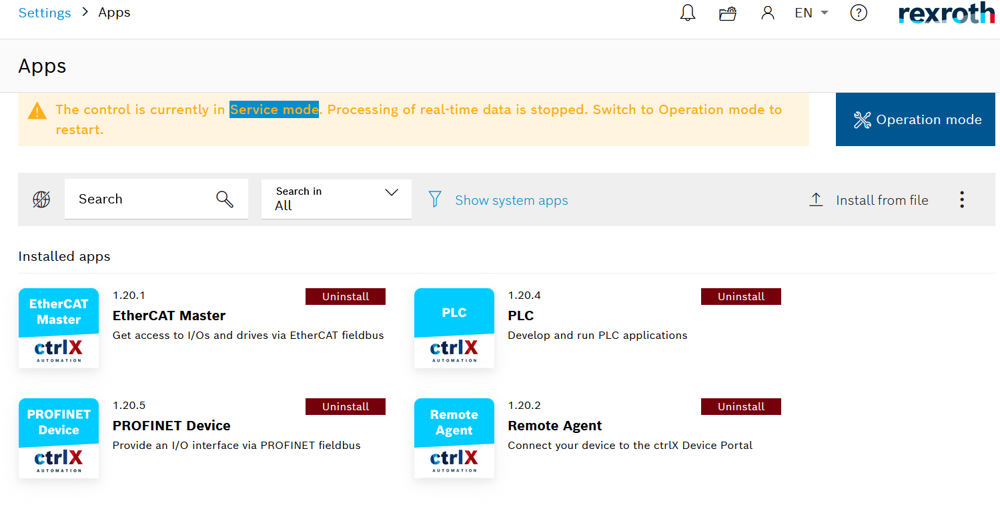 Settings > Apps
EN
rexroth
Apps
The control is currently in Service mode. Processing of real-time data is stopped. Switch to Operation mode to
restart.
Operation mode
Search
Search in
All
Show system apps
Install from file
Installed apps
EtherCAT
Master
ctrlX
AUTOMATION
1.20.1
Uninstall
EtherCAT Master
Get access to I/Os and drives via EtherCAT fieldbus
PLC
ctrlX
AUTOMATION
1.20.4
Uninstall
PLC
Develop and run PLC applications
PROFINET
Device
ctrlX
AUTOMATION
1.20.5
Uninstall
PROFINET Device
Provide an I/O interface via PROFINET fieldbus
Remote
Agent
ctrlX
AUTOMATION
1.20.2
Uninstall
Remote Agent
Connect your device to the ctrlX Device Portal